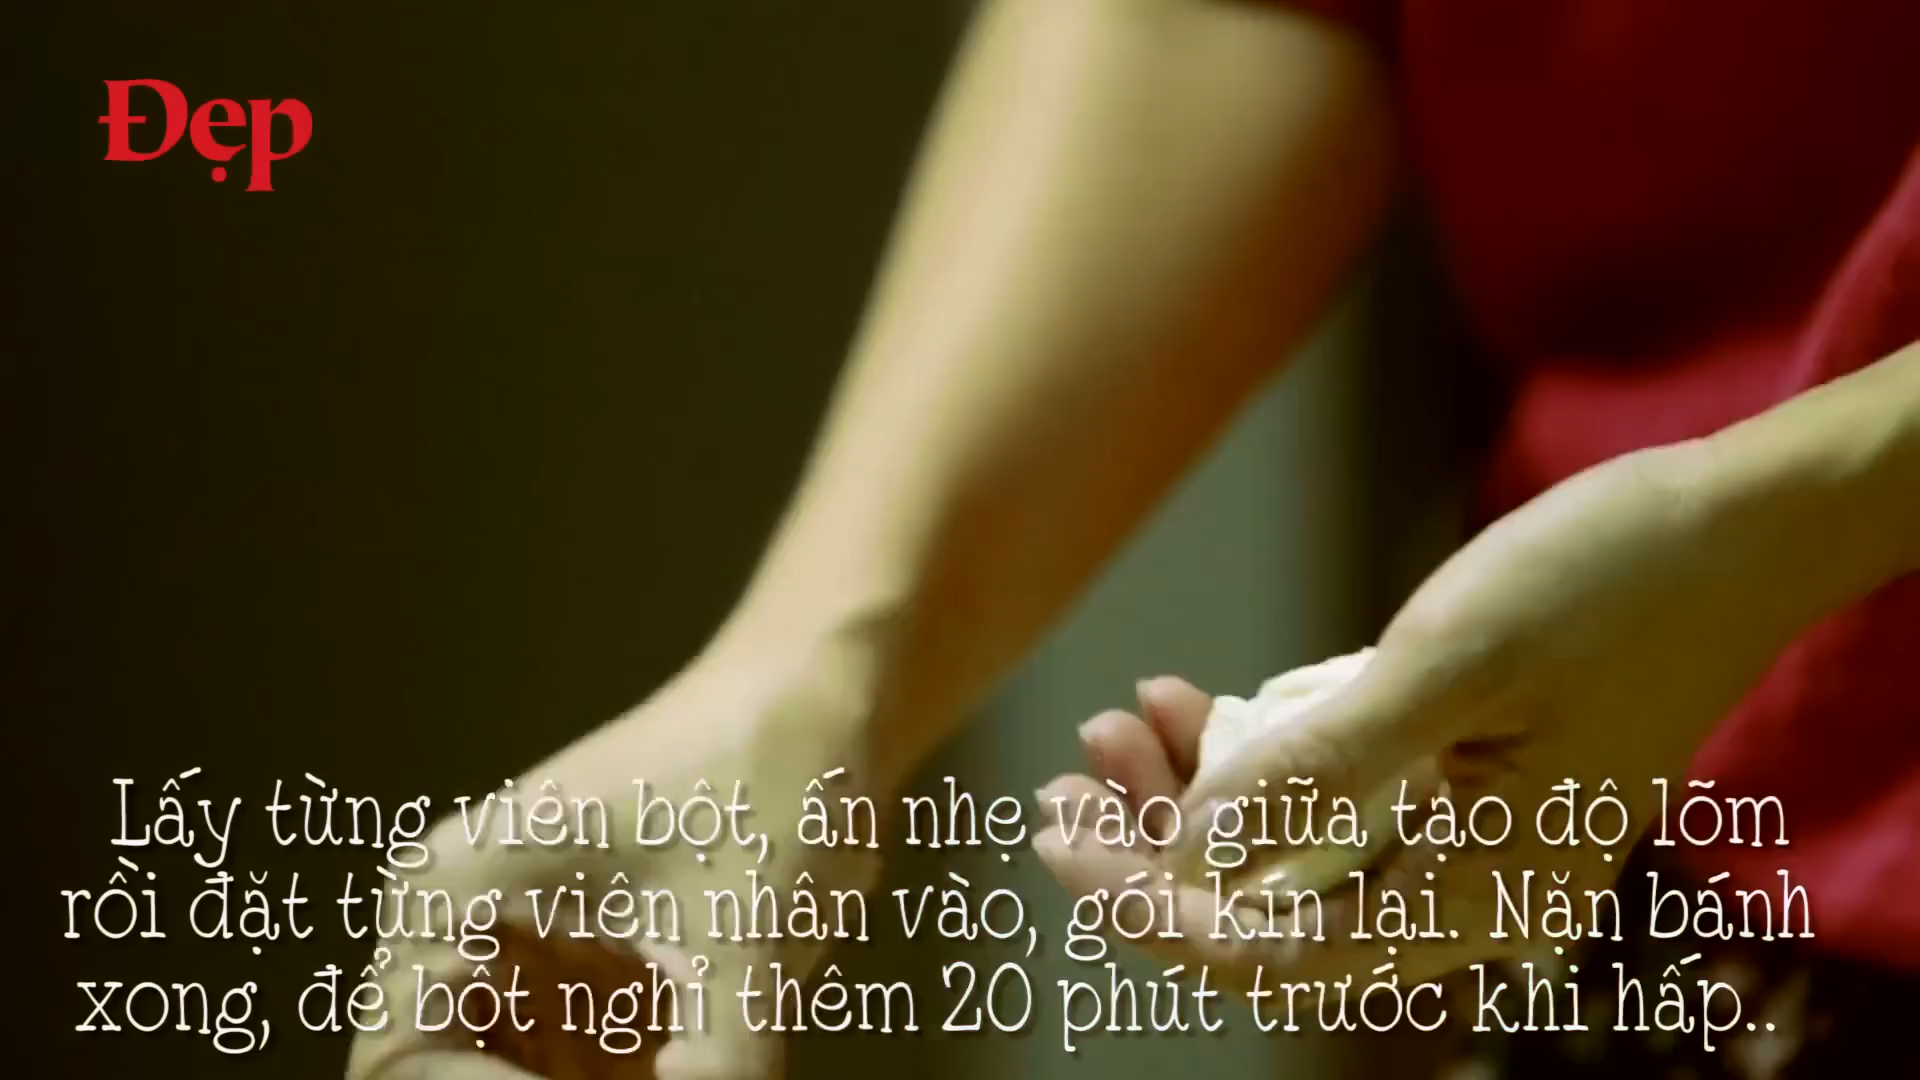 Đẹp
Lấy từng viên bột, ấn nhẹ vào giữa tạo độ lõm
rồi đặt từng viên nhân vào, gói kín lại. Nặn bánh
xong, để bột nghỉ thêm 20 phút trước khi hấp..